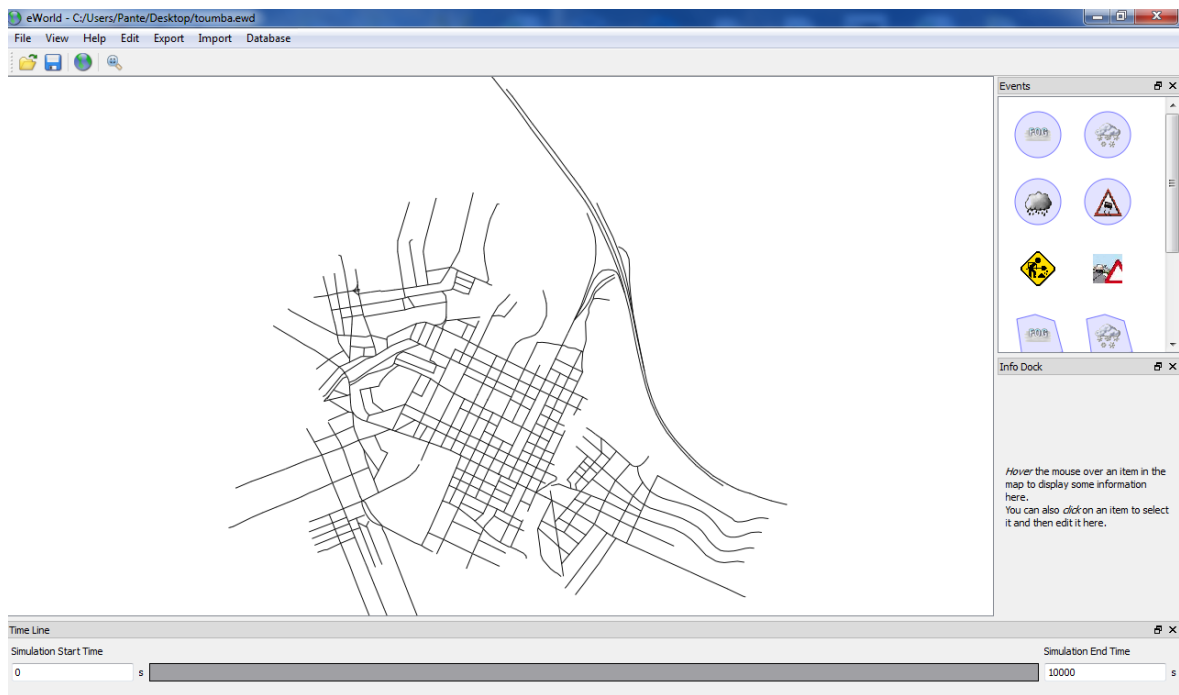 eWorld - C:/Users/Pante/Desktop/toumba.ewd
File View Help Edit Export Import Database
Events
FOG
FOG
Info Dock
Hover the mouse over an item in the
map to display some information
here.
You can also click on an item to select
it and then edit it here.
Time Line
Simulation Start Time
Simulation End Time
0 s
10000 s